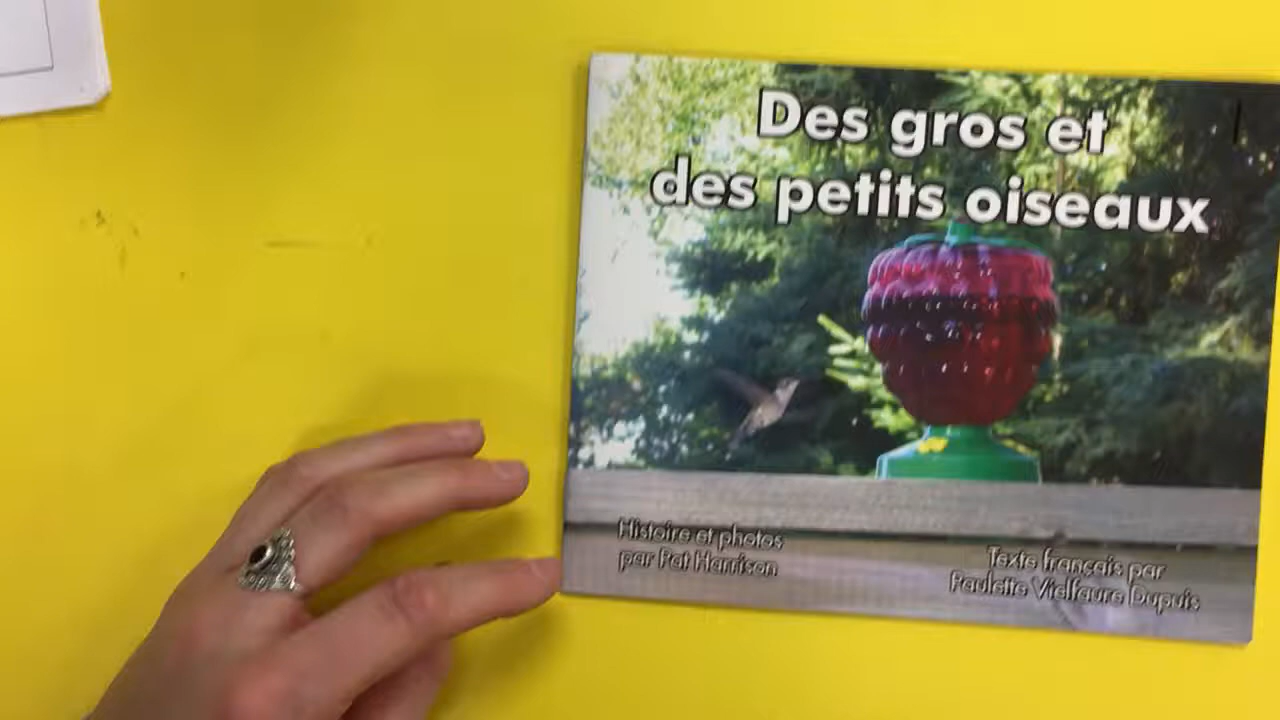 Des gros et
des petits oiseaux
Histoire et photos
par Pat Harrison
Texte français par
Paulette Vielfaure Dupuis